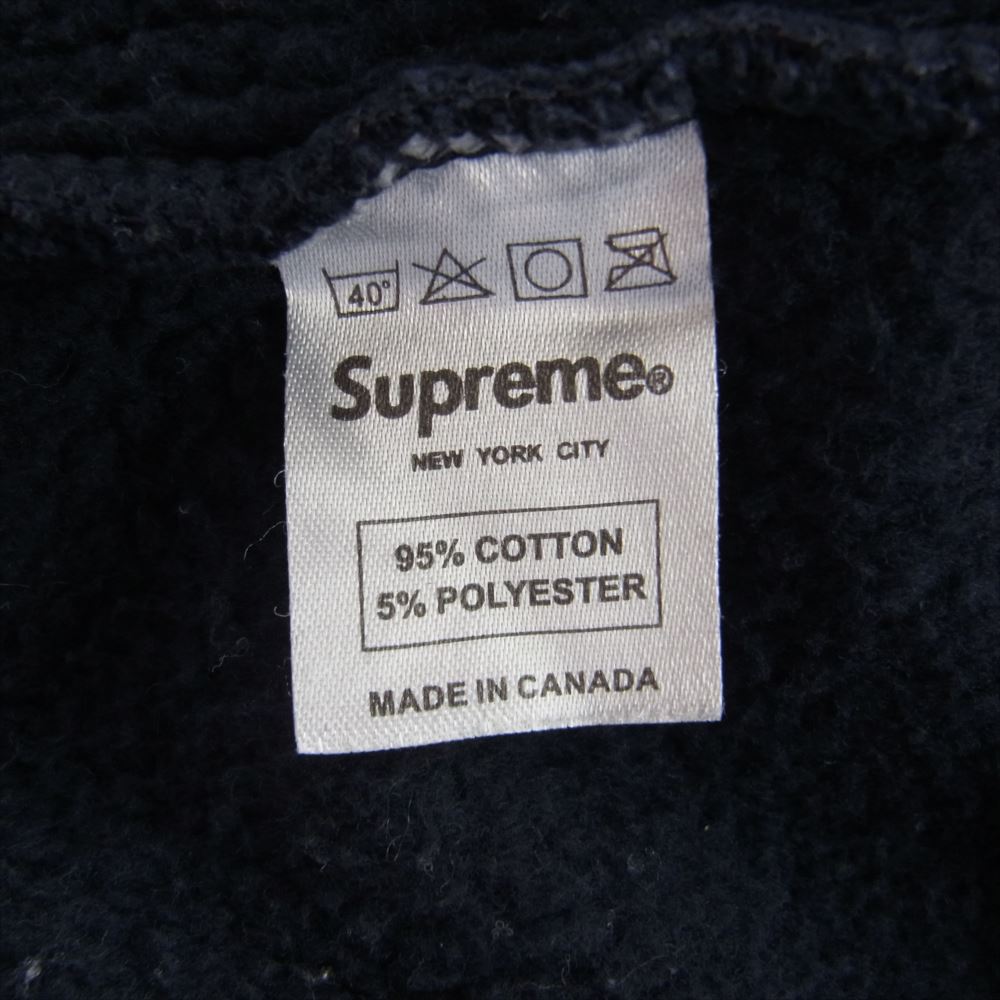 40°
Supreme®
NEW YORK CITY
95% COTTON
5% POLYESTER
MADE IN CANADA